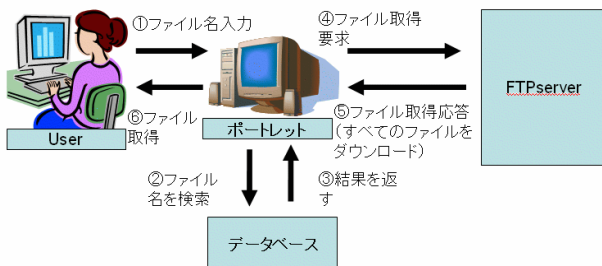 ①ファイル名入力
④ファイル取得
要求
FTPserver
⑥ファイル
取得
⑤ファイル取得応答
(すべてのファイルを
ダウンロード)
User
ポートレット
②ファイル
名を検索
③結果を返
す
データベース